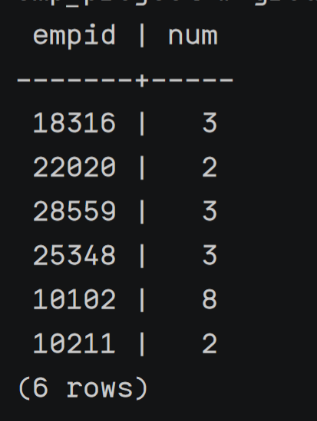 empid | num
-------+-----
18316 | 3
22020 | 2
28559 | 3
25348 | 3
10102 | 8
10211 | 2
(6 rows)